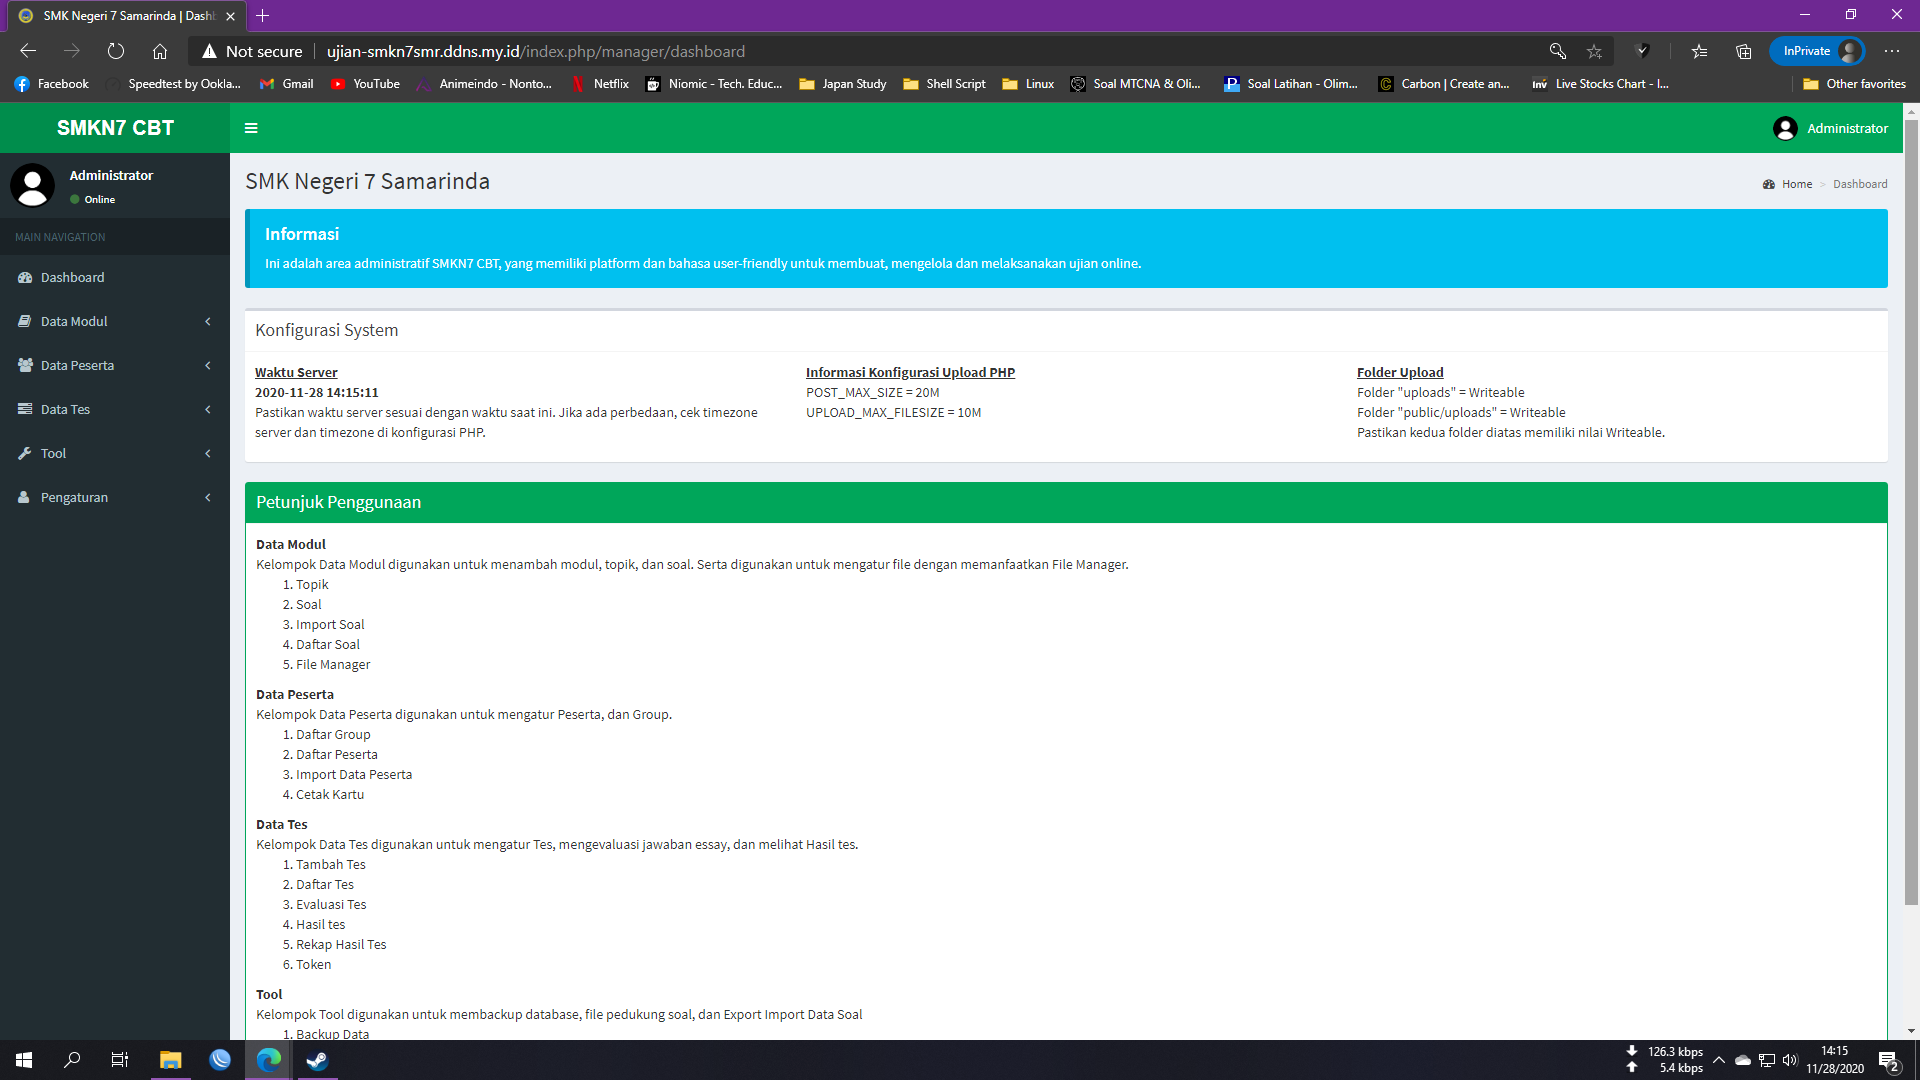 SMK Negeri 7 Samarinda | Dash
Not secure
ujian-smkn7smr.ddns.my.id/index.php/manager/dashboard
InPrivate
Facebook
Speedtest by Ookla...
Gmail
YouTube
Animeindo - Nonto...
Netflix
Niomic - Tech. Educ...
Japan Study
Shell Script
Linux
Soal MTCNA & Oli...
Soal Latihan - Olim...
Carbon | Create an...
Live Stocks Chart - I...
Other favorites
SMKN7 CBT
Administrator
Administrator
Online
MAIN NAVIGATION
Dashboard
Data Modul
Data Peserta
Data Tes
Tool
Pengaturan
SMK Negeri 7 Samarinda
Home > Dashboard
Informasi
Ini adalah area administratif SMKN7 CBT, yang memiliki platform dan bahasa user-friendly untuk membuat, mengelola dan melaksanakan ujian online.
Konfigurasi System
Waktu Server
2020-11-28 14:15:11
Pastikan waktu server sesuai dengan waktu saat ini. Jika ada perbedaan, cek timezone
server dan timezone di konfigurasi PHP.
Informasi Konfigurasi Upload PHP
POST_MAX_SIZE = 20M
UPLOAD_MAX_FILESIZE = 10M
Folder Upload
Folder "uploads" = Writeable
Folder "public/uploads" = Writeable
Pastikan kedua folder diatas memiliki nilai Writeable.
Petunjuk Penggunaan
Data Modul
Kelompok Data Modul digunakan untuk menambah modul, topik, dan soal. Serta digunakan untuk mengatur file dengan memanfaatkan File Manager.
1. Topik
2. Soal
3. Import Soal
4. Daftar Soal
5. File Manager
Data Peserta
Kelompok Data Peserta digunakan untuk mengatur Peserta, dan Group.
1. Daftar Group
2. Daftar Peserta
3. Import Data Peserta
4. Cetak Kartu
Data Tes
Kelompok Data Tes digunakan untuk mengatur Tes, mengevaluasi jawaban essay, dan melihat Hasil tes.
1. Tambah Tes
2. Daftar Tes
3. Evaluasi Tes
4. Hasil tes
5. Rekap Hasil Tes
6. Token
Tool
Kelompok Tool digunakan untuk membackup database, file pedukung soal, dan Export Import Data Soal
1. Backup Data
126.3 kbps
5.4 kbps
14:15
11/28/2020
2